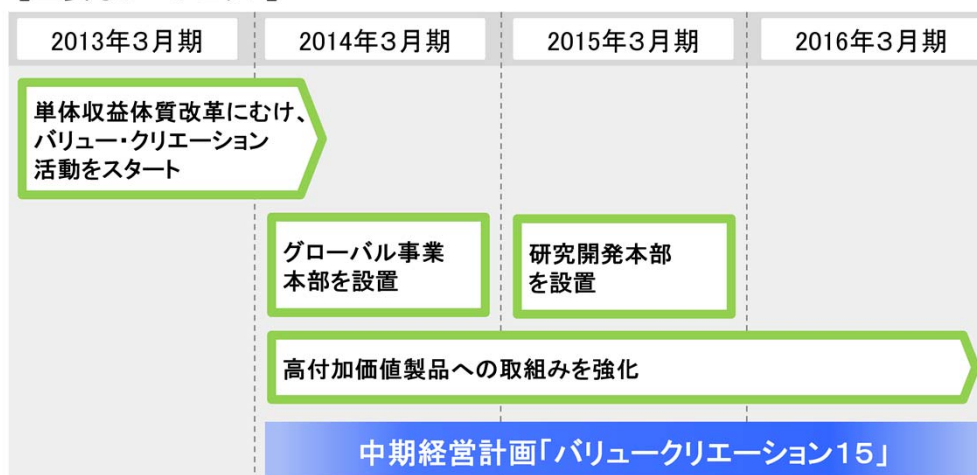 2013年3月期
2014年3月期
2015年3月期
2016年3月期
単体収益体質改革にむけ、
バリュー・クリエーション
活動をスタート
グローバル事業
本部を設置
研究開発本部
を設置
高付加価値製品への取組みを強化
中期経営計画「バリュークリエーション15」